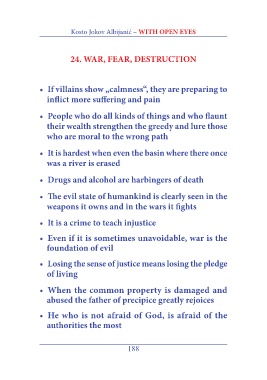 Kosto Jokov Albijanić – WITH OPEN EYES
24. WAR, FEAR, DESTRUCTION
• If villains show „calmness“, they are preparing to
inflict more suffering and pain
• People who do all kinds of things and who flaunt
their wealth strengthen the greedy and lure those
who are moral to the wrong path
• It is hardest when even the basin where there once
was a river is erased
• Drugs and alcohol are harbingers of death
• The evil state of humankind is clearly seen in the
weapons it owns and in the wars it fights
• It is a crime to teach injustice
• Even if it is sometimes unavoidable, war is the
foundation of evil
• Losing the sense of justice means losing the pledge
of living
• When the common property is damaged and
abused the father of precipice greatly rejoices
• He who is not afraid of God, is afraid of the
authorities the most
188